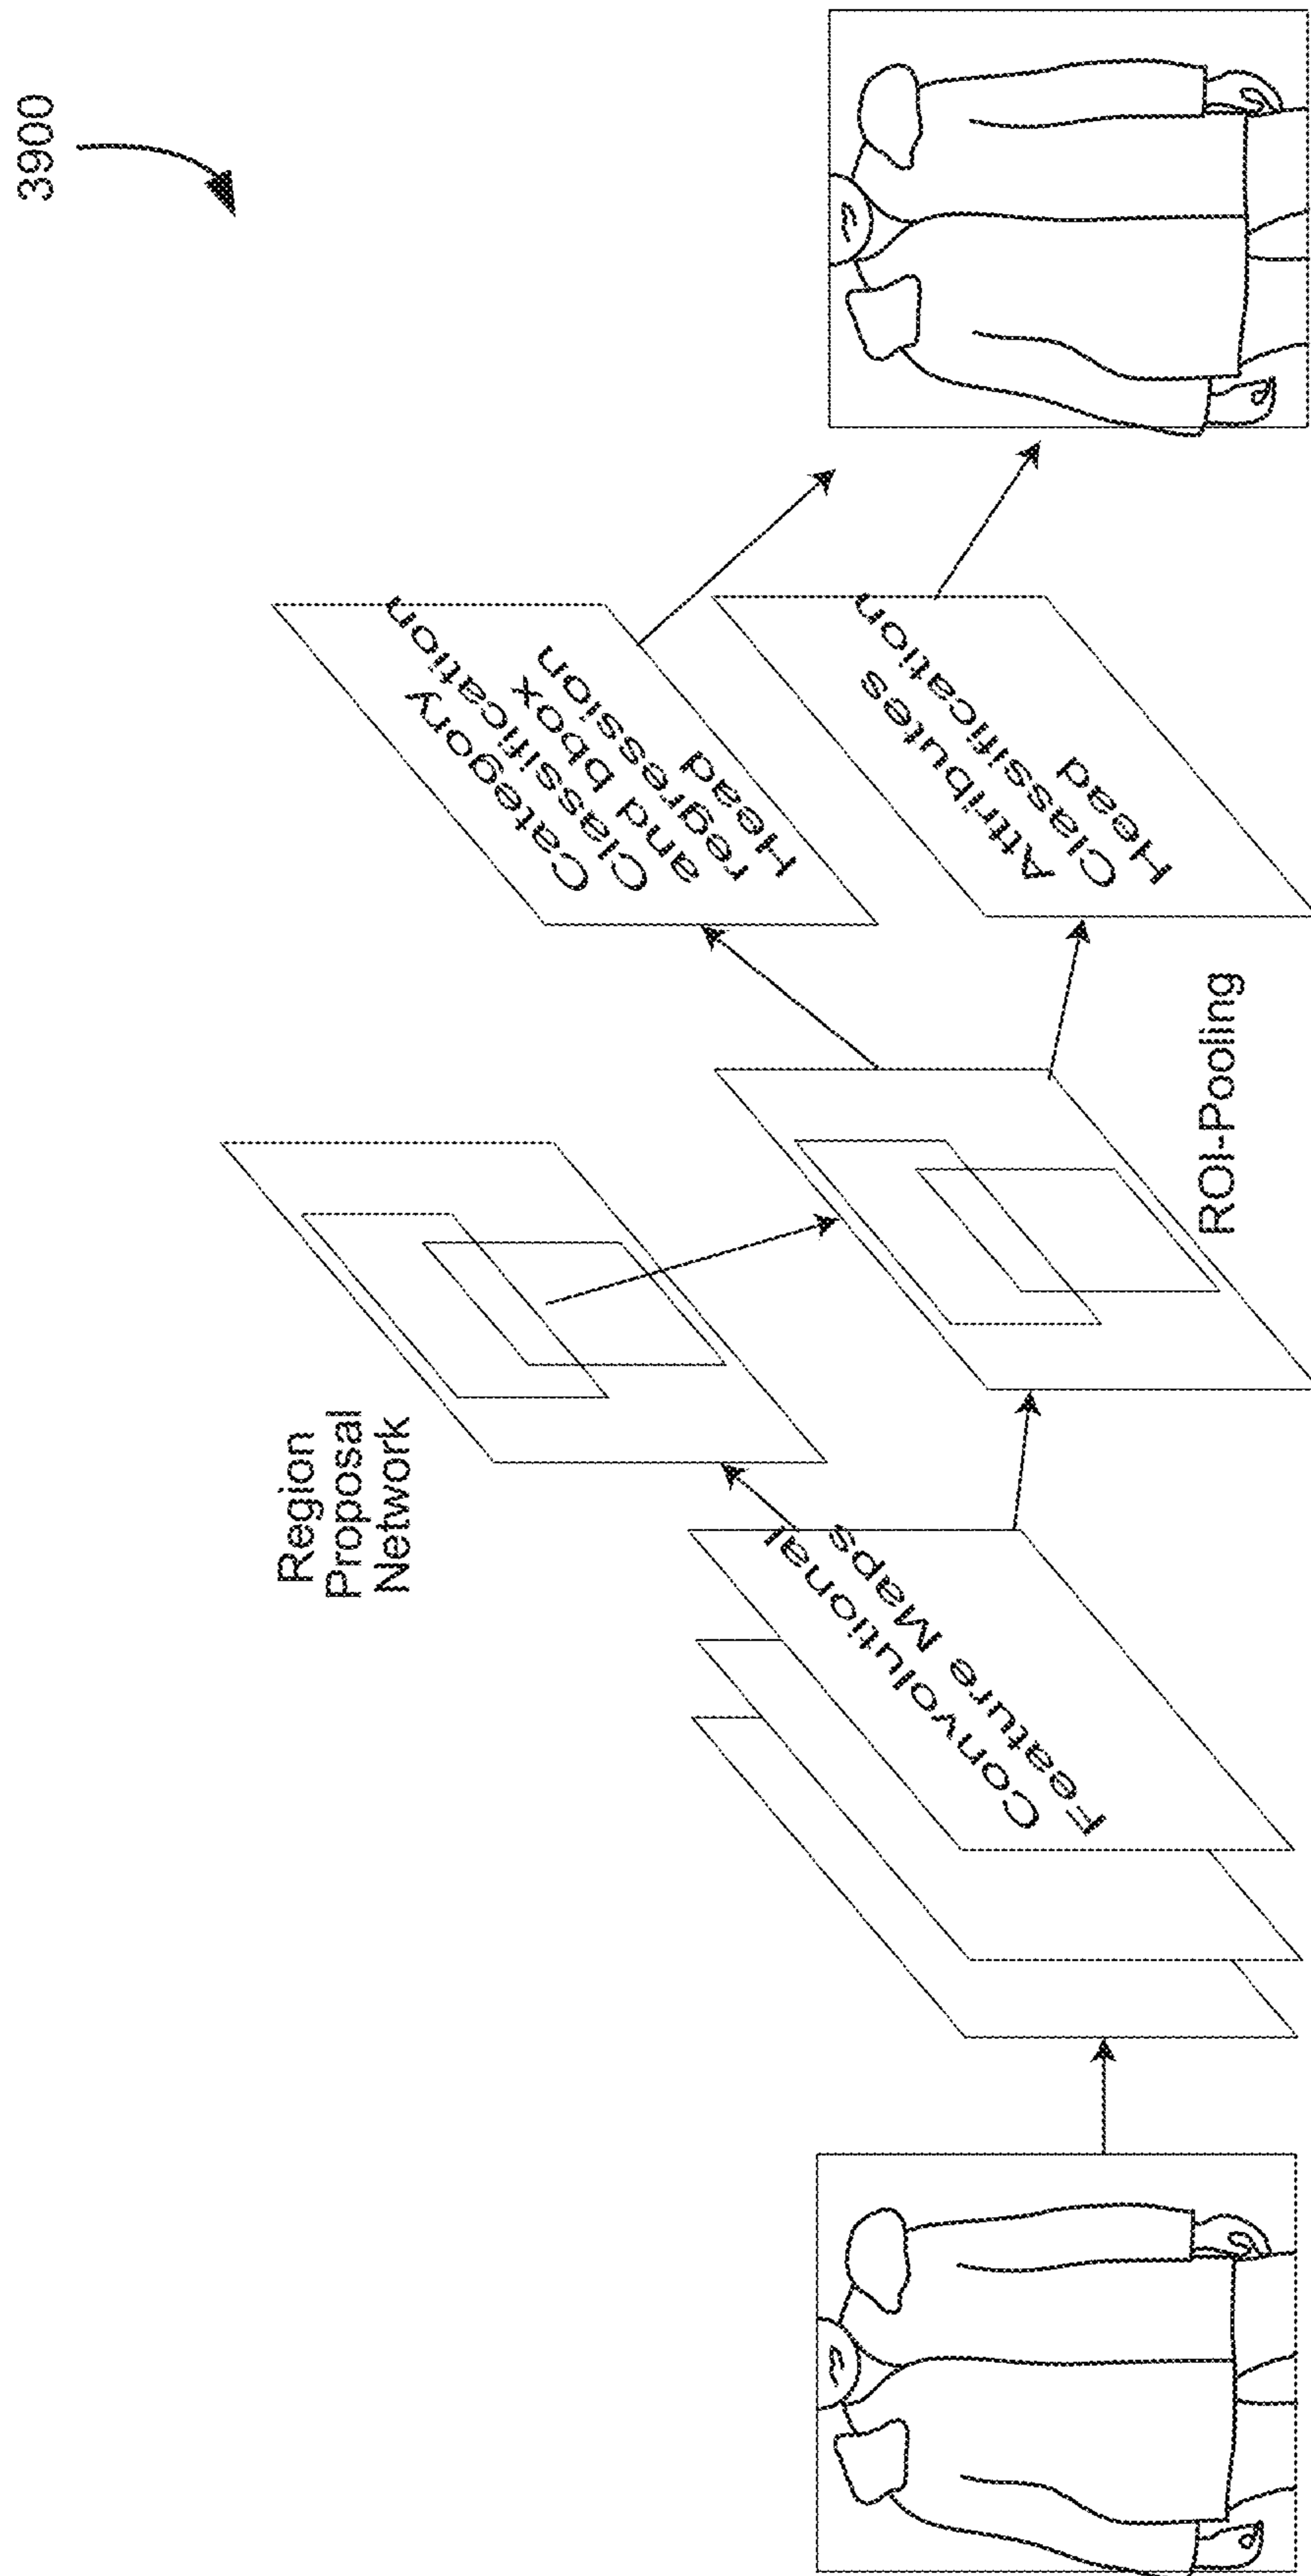 3900
Region
Proposal
Network
Convolutional
Feature Maps
ROI-Pooling
Category
Classification
and bbox
regression
Head
Attributes
Classification
Head